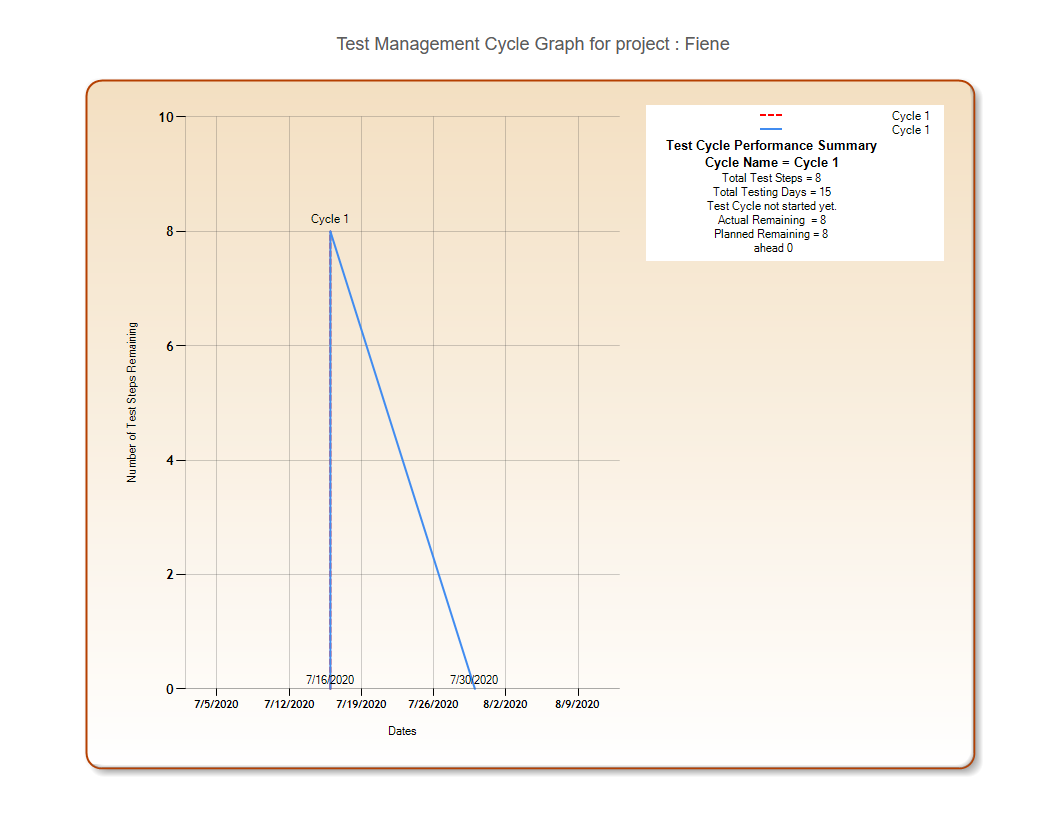 Test Management Cycle Graph for project : Fiene
Cycle 1
Cycle 1
Test Cycle Performance Summary
Cycle Name = Cycle 1
Total Test Steps = 8
Total Testing Days = 15
Test Cycle not started yet.
Actual Remaining = 8
Planned Remaining = 8
ahead 0
10
8
6
4
2
0
Number of Test Steps Remaining
Cycle 1
7/16/2020
7/30/2020
7/5/2020
7/12/2020
7/19/2020
7/26/2020
8/2/2020
8/9/2020
Dates